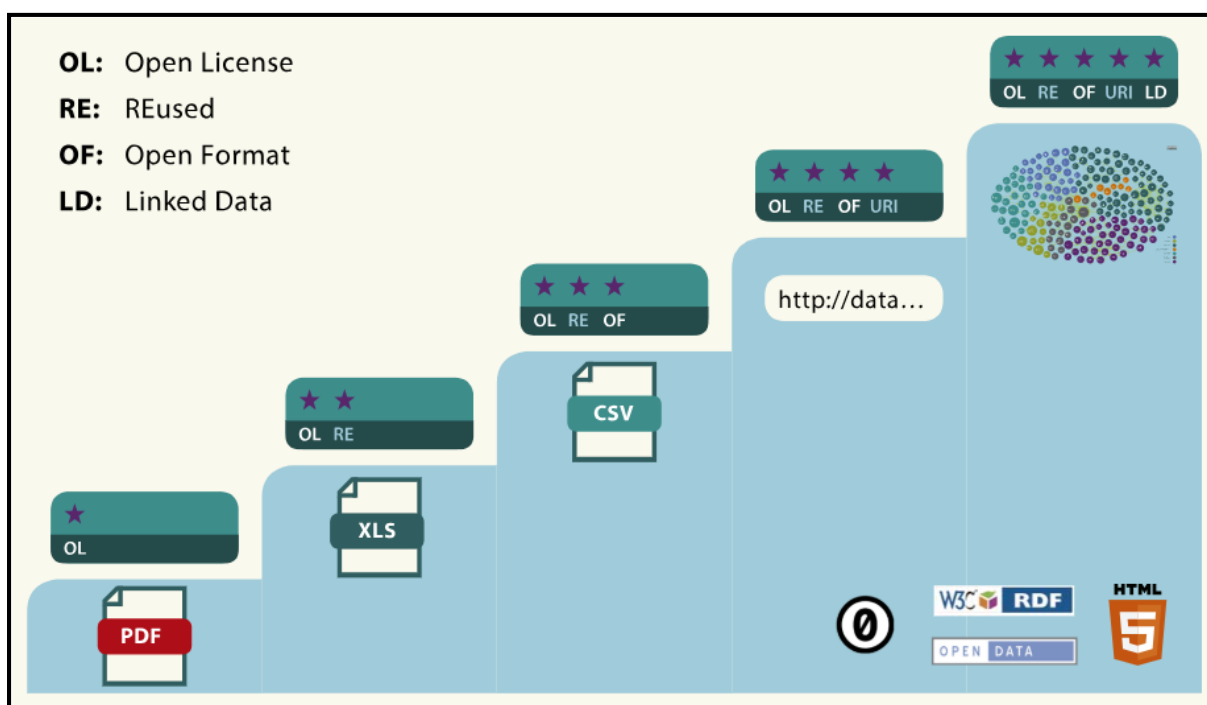 OL: Open License
RE: REused
OF: Open Format
LD: Linked Data
OL RE OF URI LD
OL RE OF URI
http://data...
OL RE OF
CSV
OL RE
XLS
OL
PDF
0
W3C RDF
OPEN DATA
HTML
5